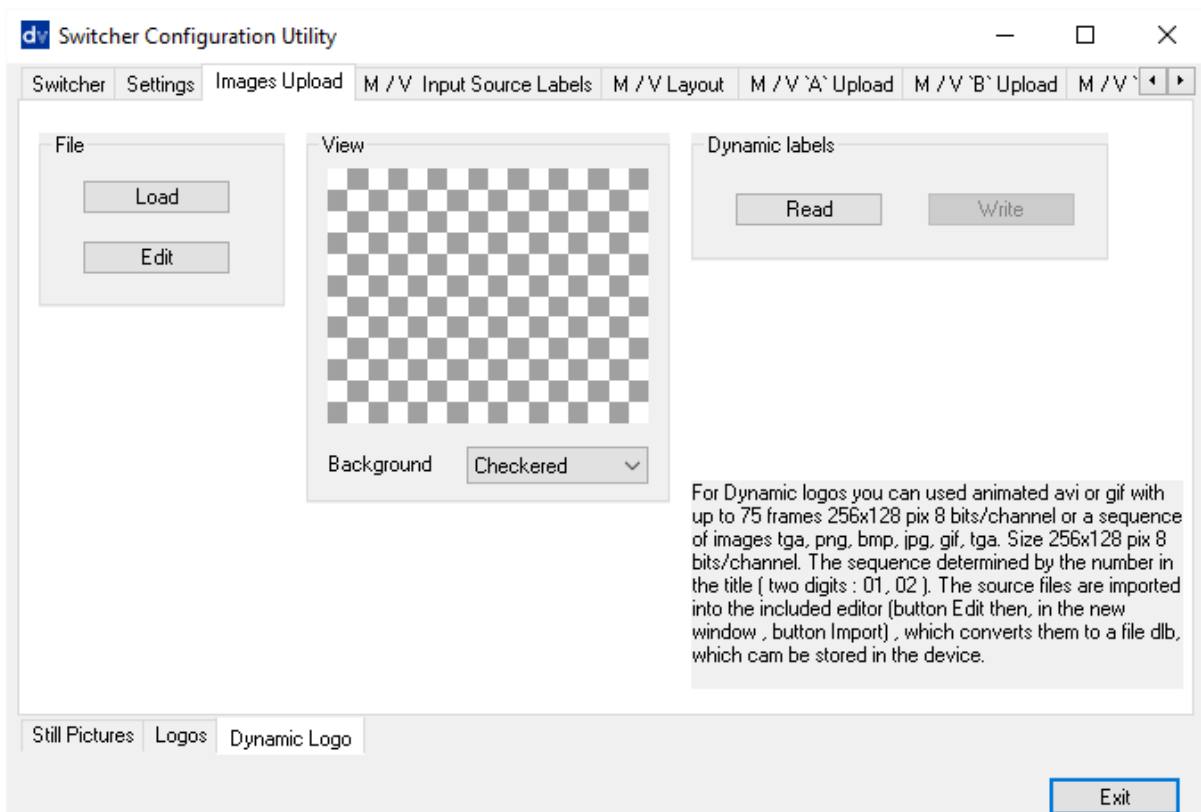 dv Switcher Configuration Utility
Switcher Settings Images Upload M / V Input Source Labels M / V Layout M / V `A` Upload M / V `B` Upload M / V `
File
View
Dynamic labels
Load
Edit
Read
Write
Background
Checkered
For Dynamic logos you can used animated avi or gif with
up to 75 frames 256x128 pix 8 bits/channel or a sequence
of images tga, png, bmp, jpg, gif, tga. Size 256x128 pix 8
bits/channel. The sequence determined by the number in
the title ( two digits : 01, 02 ). The source files are imported
into the included editor (button Edit then, in the new
window , button Import) , which converts them to a file dlb,
which cam be stored in the device.
Still Pictures Logos Dynamic Logo
Exit